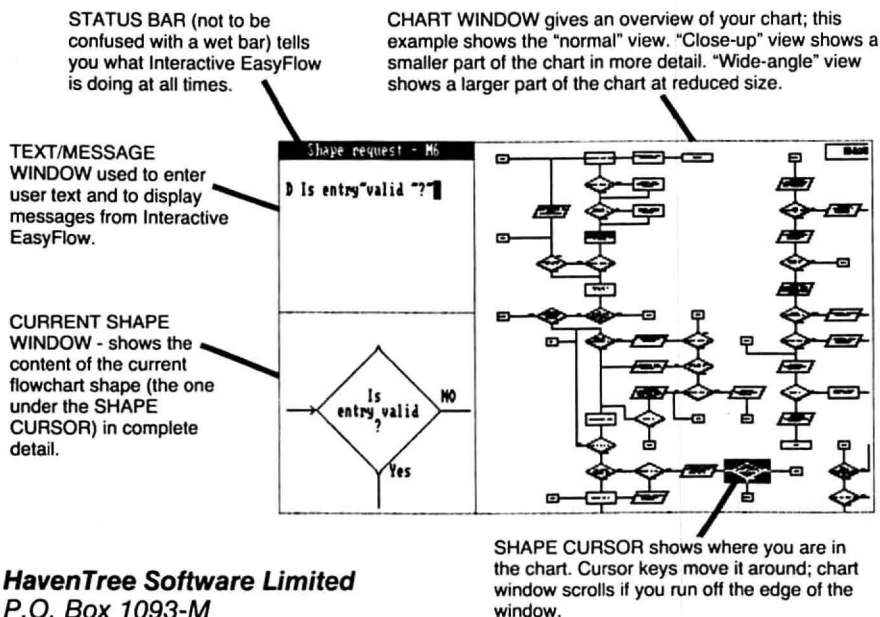 STATUS BAR (not to be
confused with a wet bar) tells
you what Interactive EasyFlow
is doing at all times.
CHART WINDOW gives an overview of your chart; this
example shows the “normal” view. “Close-up” view shows a
smaller part of the chart in more detail. “Wide-angle” view
shows a larger part of the chart at reduced size.
TEXT/MESSAGE
WINDOW used to enter
user text and to display
messages from Interactive
EasyFlow.
Shape request - M6
D Is entry~valid ~?~
CURRENT SHAPE
WINDOW - shows the
content of the current
flowchart shape (the one
under the SHAPE
CURSOR) in complete
detail.
Is
entry valid
?
NO
Yes
SHAPE CURSOR shows where you are in
the chart. Cursor keys move it around; chart
window scrolls if you run off the edge of the
window.
HavenTree Software Limited
P.O. Box 1093-M